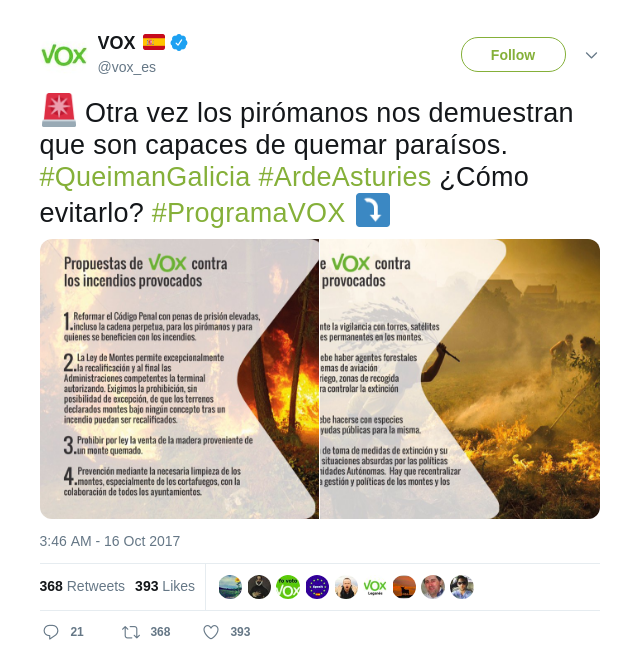 VOX
@vox_es
Follow
Otra vez los pirómanos nos demuestran
que son capaces de quemar paraísos.
#QueimanGalicia #ArdeAsturies ¿Cómo
evitarlo? #ProgramaVOX
Propuestas de VOX contra
los incendios provocados
1. Reformar el Código Penal con penas de prisión elevadas,
incluso la cadena perpetua, para los pirómanos y para
quienes se beneficien con los incendios.
2. La Ley de Montes permite excepcionalmente
la recalificación y al final las
Administraciones competentes la terminal
autorizando. Exigimos la prohibición, sin
posibilidad de excepción, de que los terrenos
declarados montes bajo ningún concepto tras un
incendio puedan ser recalificados.
3. Prohibir por ley la venta de la madera proveniente de
un monte quemado.
4. Prevención mediante la necesaria limpieza de los
montes, especialmente de los cortafuegos, con la
colaboración de todos los ayuntamientos.
e VOX contra
provocados
nte la vigilancia con torres, satélites
es permanentes en los montes.
ebe haber agentes forestales
emas de aviación
riego, zonas de recogida
ra controlar la extinción
ebe hacerse con especies
yudas públicas para la misma.
de toma de medidas de extinción y su
situaciones absurdas por las políticas
idades Autónomas. Hay que recentralizar
a gestión y políticas de los montes y los
3:46 AM - 16 Oct 2017
368 Retweets 393 Likes
Yo voto
VOX
VOX
21 368 393